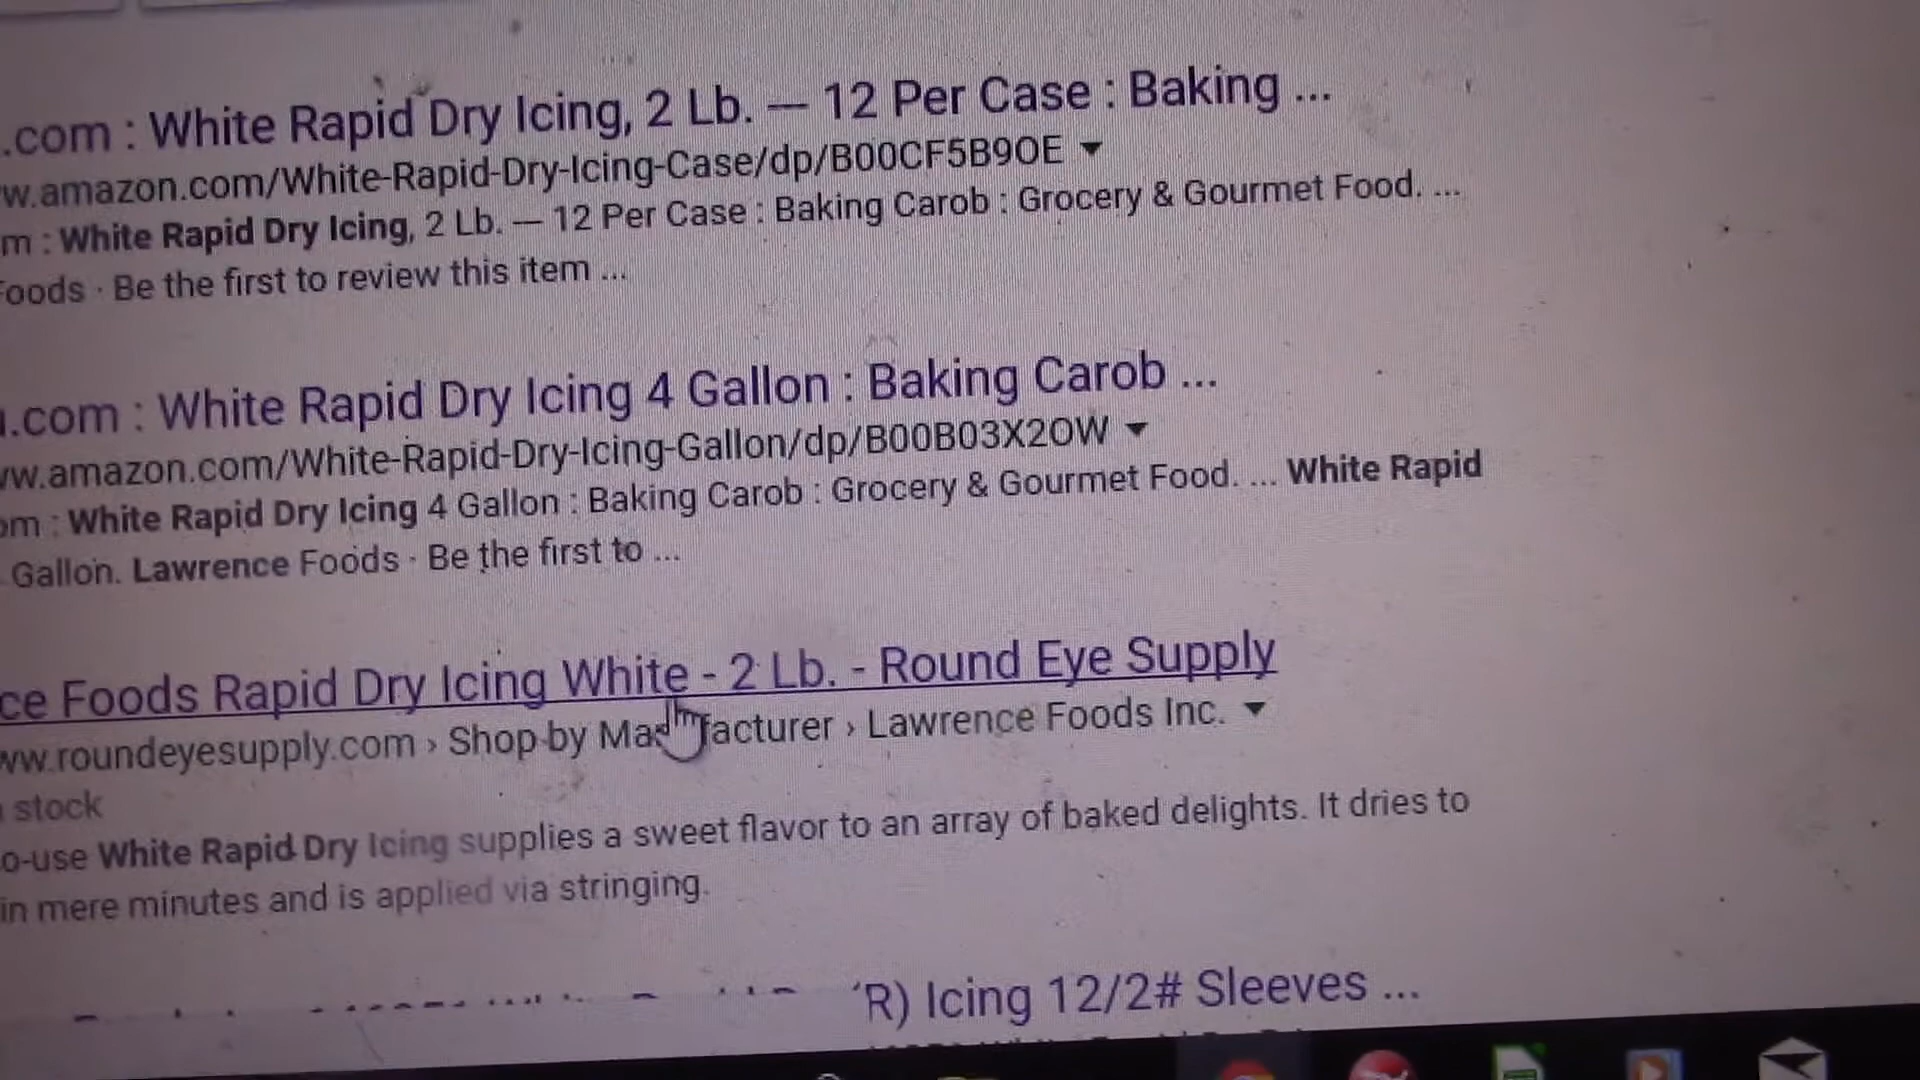 .com : White Rapid Dry Icing, 2 Lb. — 12 Per Case : Baking ...
w.amazon.com/White-Rapid-Dry-Icing-Case/dp/B00CF5B9OE
m : White Rapid Dry Icing, 2 Lb. — 12 Per Case : Baking Carob : Grocery & Gourmet Food. ...
Foods · Be the first to review this item ...
.com : White Rapid Dry Icing 4 Gallon : Baking Carob ...
ww.amazon.com/White-Rapid-Dry-Icing-Gallon/dp/B00B03X2OW
om : White Rapid Dry Icing 4 Gallon : Baking Carob : Grocery & Gourmet Food. ... White Rapid
Gallon. Lawrence Foods · Be the first to ...
ce Foods Rapid Dry Icing White - 2 Lb. - Round Eye Supply
ww.roundeyesupply.com › Shop by Manufacturer › Lawrence Foods Inc.
stock
o-use White Rapid Dry Icing supplies a sweet flavor to an array of baked delights. It dries to
in mere minutes and is applied via stringing.
R) Icing 12/2# Sleeves ...